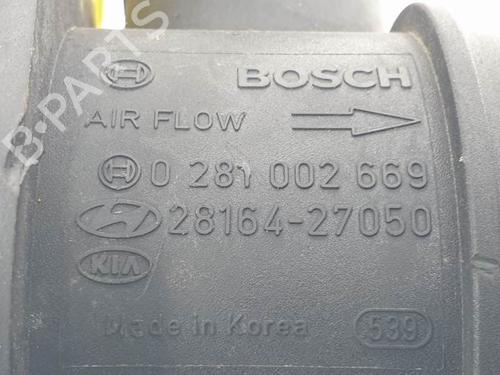 BOSCH
AIR FLOW
0 281 002 669
28164-27050
KIA
Made in Korea 539
B-PARTS